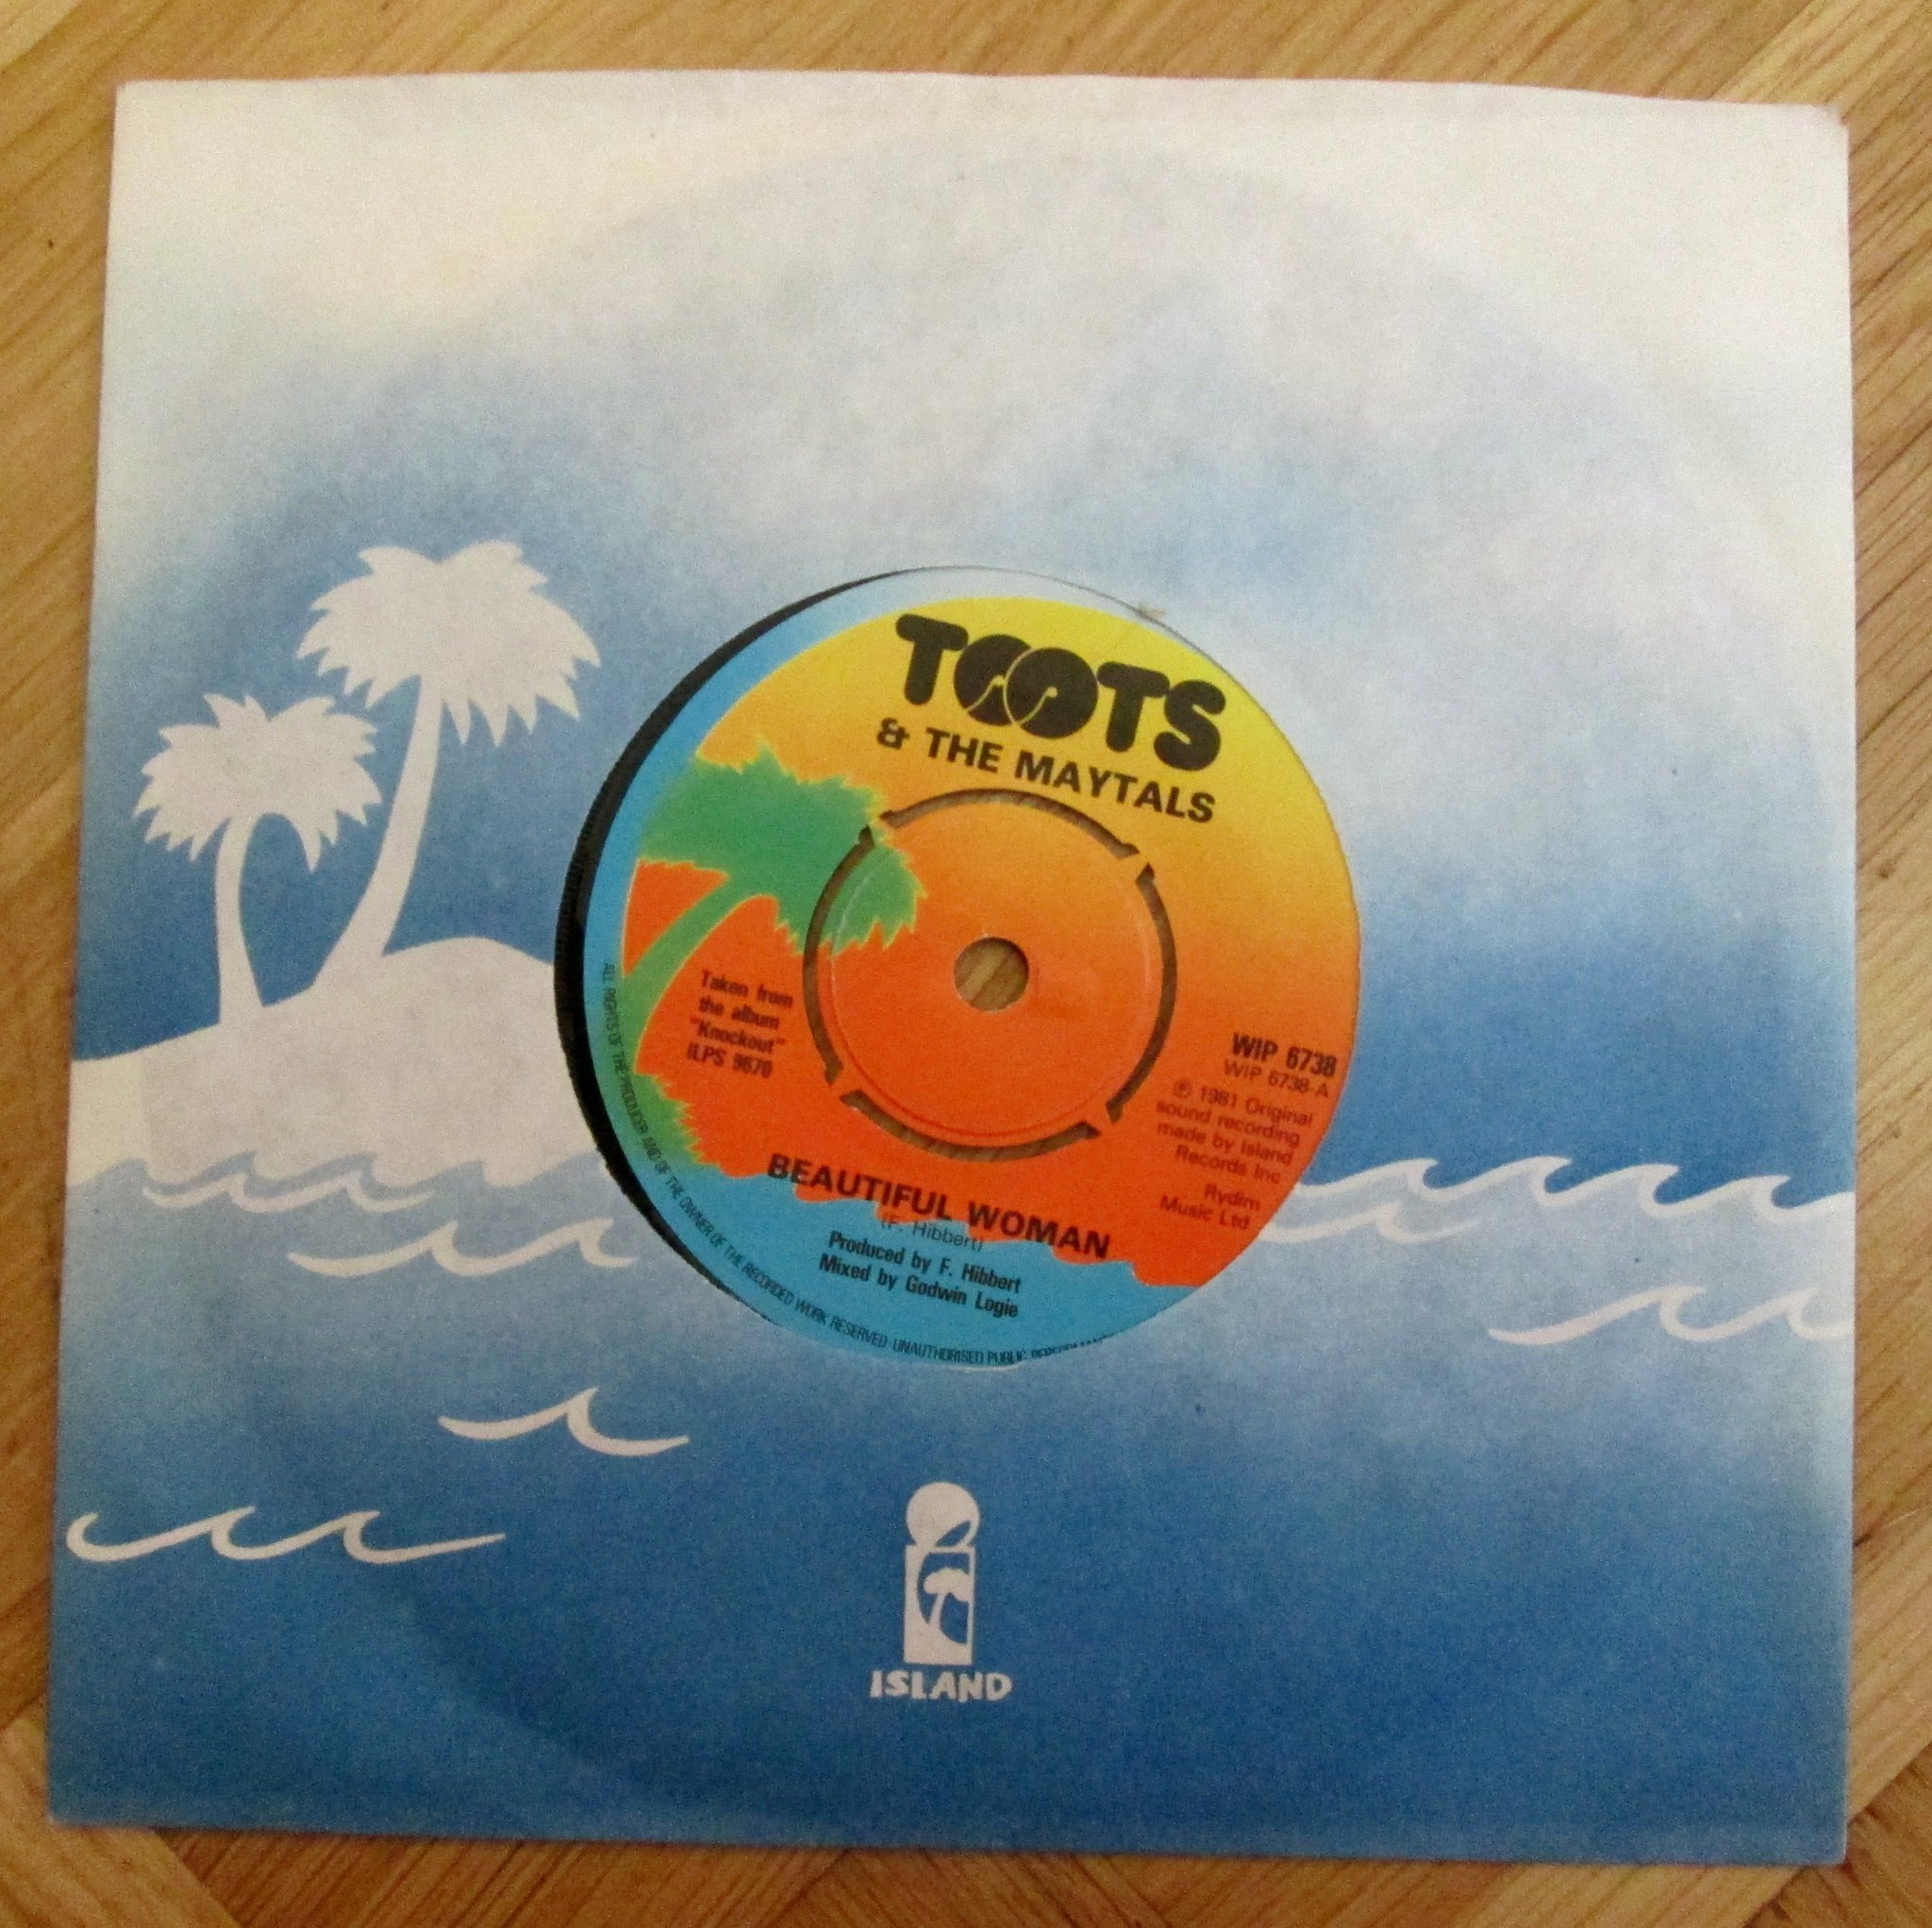 TOOTS
& THE MAYTALS
Taken from
the album
"Knockout"
ILPS 9670
WIP 6738
WIP 6738-A
℗ 1981 Original
sound recording
made by Island
Records Inc
Rydim
Music Ltd
BEAUTIFUL WOMAN
(F. Hibbert)
Produced by F. Hibbert
Mixed by Godwin Logie
ALL RIGHTS OF THE PRODUCER AND OF THE OWNER OF THE RECORDED WORK RESERVED UNAUTHORISED PUBLIC
ISLAND